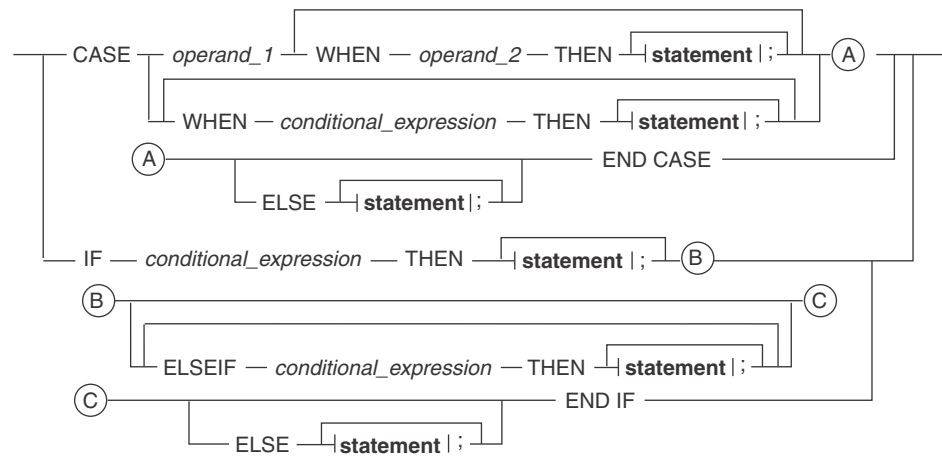 CASE operand_1 WHEN operand_2 THEN |statement|; A
WHEN conditional_expression THEN |statement|;
A END CASE
ELSE |statement|;
IF conditional_expression THEN |statement|; B
B C
ELSEIF conditional_expression THEN |statement|;
C END IF
ELSE |statement|;